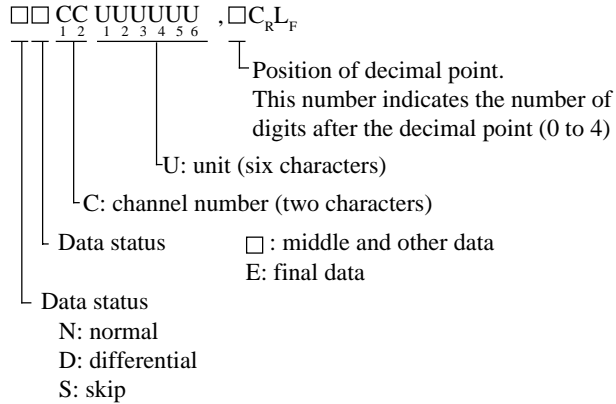 □□ CC UUUUUU , □CRLF
1 2 1 2 3 4 5 6
Position of decimal point.
This number indicates the number of
digits after the decimal point (0 to 4)
U: unit (six characters)
C: channel number (two characters)
Data status □ : middle and other data
E: final data
Data status
N: normal
D: differential
S: skip